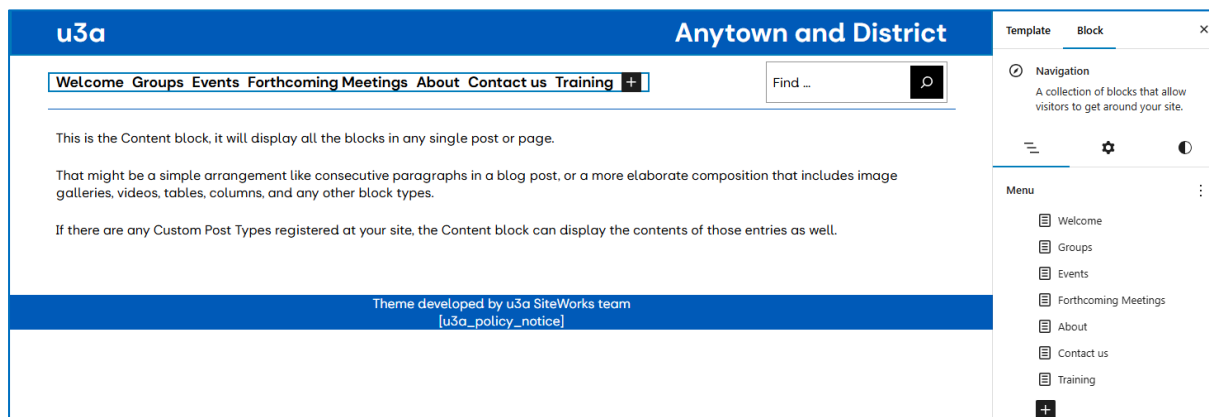 u3a
Anytown and District
Welcome Groups Events Forthcoming Meetings About Contact us Training +
Find ...
This is the Content block, it will display all the blocks in any single post or page.
That might be a simple arrangement like consecutive paragraphs in a blog post, or a more elaborate composition that includes image
galleries, videos, tables, columns, and any other block types.
If there are any Custom Post Types registered at your site, the Content block can display the contents of those entries as well.
Theme developed by u3a SiteWorks team
[u3a_policy_notice]
Template Block
Navigation
A collection of blocks that allow
visitors to get around your site.
Menu
Welcome
Groups
Events
Forthcoming Meetings
About
Contact us
Training